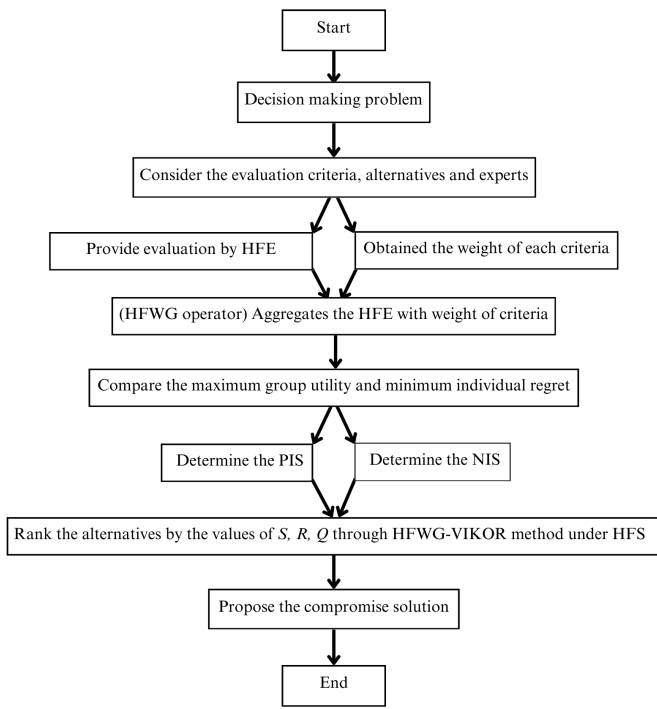 Start
Decision making problem
Consider the evaluation criteria, alternatives and experts
Provide evaluation by HFE
Obtained the weight of each criteria
(HFWG operator) Aggregates the HFE with weight of criteria
Compare the maximum group utility and minimum individual regret
Determine the PIS
Determine the NIS
Rank the alternatives by the values of S, R, Q through HFWG-VIKOR method under HFS
Propose the compromise solution
End